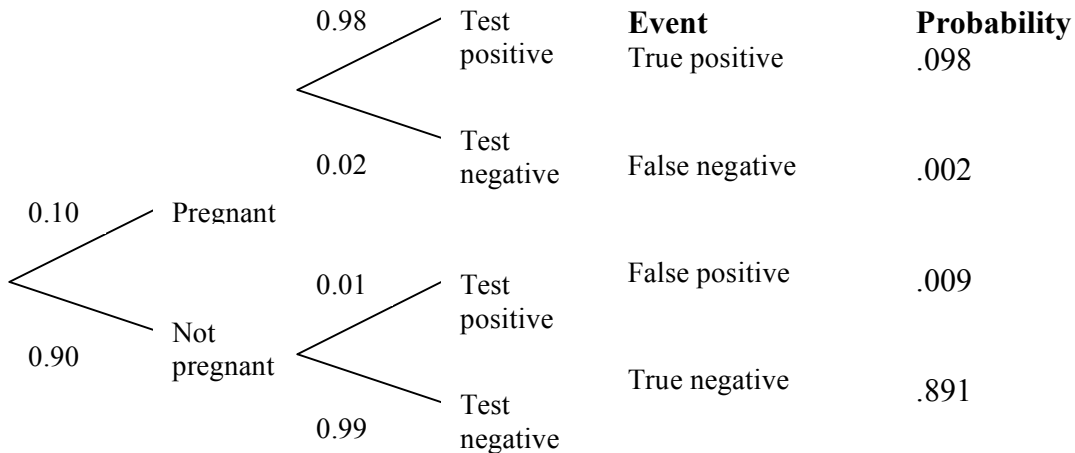 0.98
Test
positive
Event
Probability
True positive
.098
0.02
Test
negative
False negative
.002
0.10
Pregnant
0.90
Not
pregnant
0.01
Test
positive
False positive
.009
0.99
Test
negative
True negative
.891